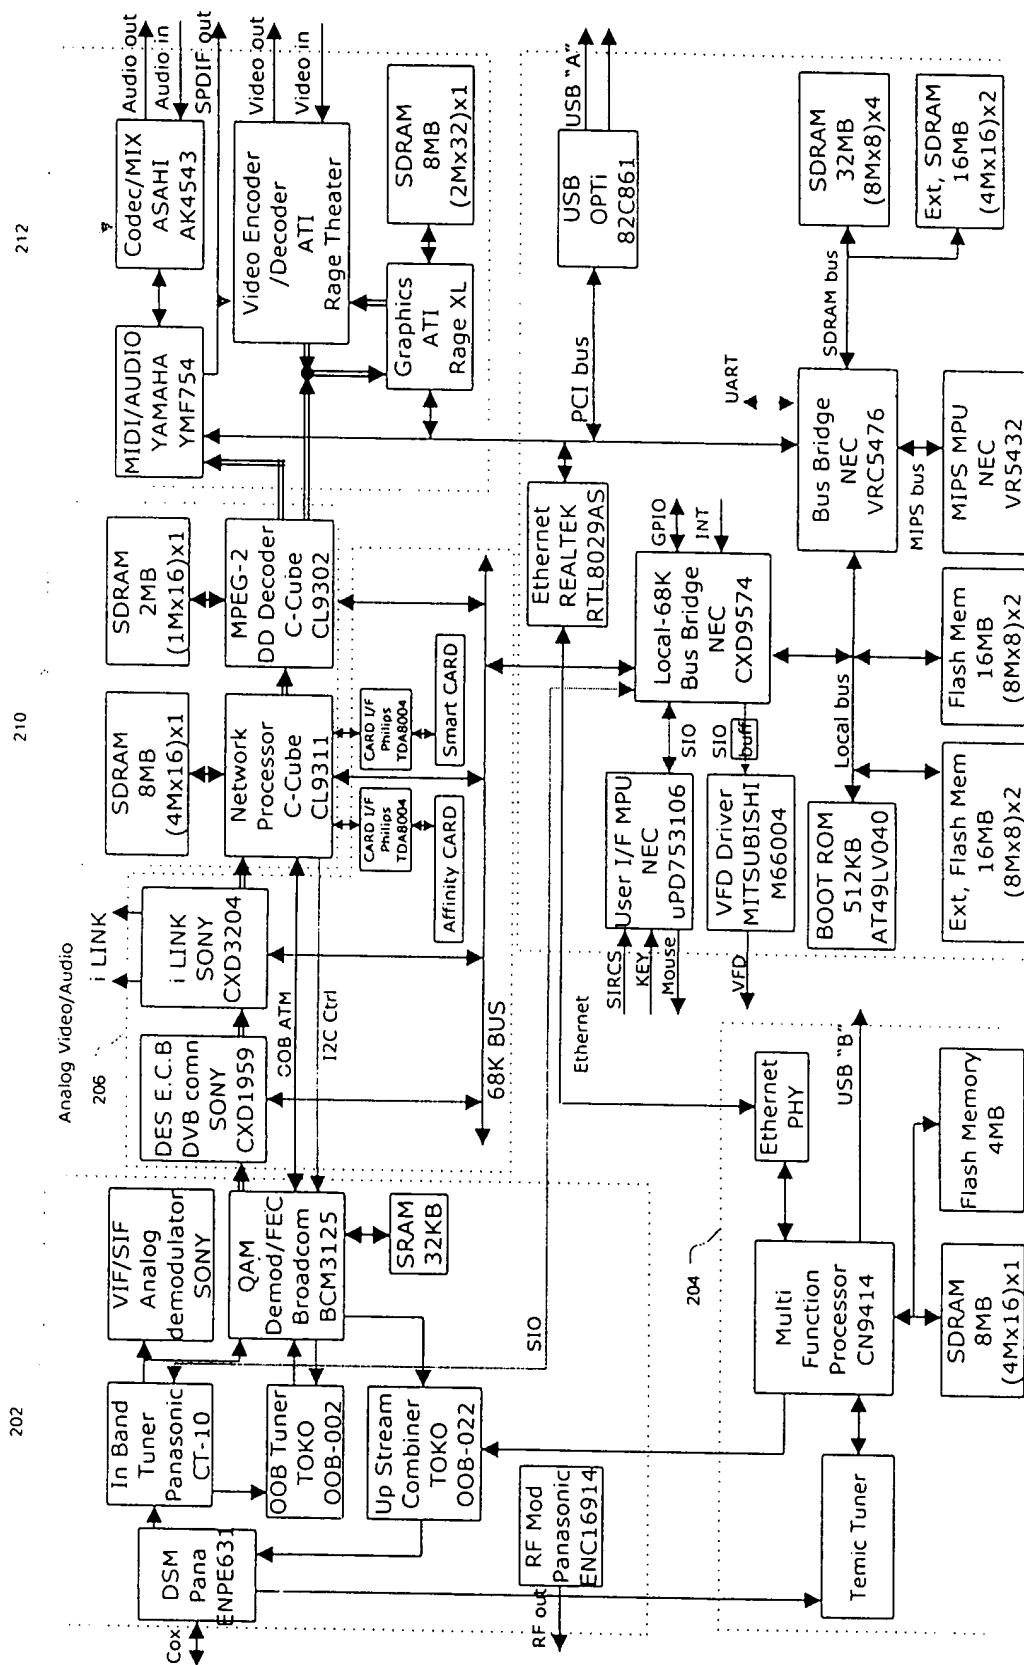 202
210
212
Cox
DSM
Pana
ENPE631
In Band
Tuner
Panasonic
CT-10
OOB Tuner
TOKO
OOB-002
Up Stream
Combiner
TOKO
OOB-022
RF Mod
Panasonic
ENC16914
RF out
VIF/SIF
Analog
demodulator
SONY
QAM
Demod/FEC
Broadcom
BCM3125
SRAM
32KB
SIO
Analog Video/Audio
206
DES E.C.B
DVB comn
SONY
CXD1959
i LINK
i LINK
SONY
CXD3204
OOB ATM
I2C Ctrl
68K BUS
SDRAM
8MB
(4Mx16)x1
Network
Processor
C-Cube
CL9311
CARD I/F
Philips
TDA8004
Affinity CARD
CARD I/F
Philips
TDA8004
Smart CARD
SDRAM
2MB
(1Mx16)x1
MPEG-2
DD Decoder
C-Cube
CL9302
MIDI/AUDIO
YAMAHA
YMF754
Codec/MIX
ASAHI
AK4543
Audio out
Audio in
SPDIF out
Video Encoder
/Decoder
ATI
Rage Theater
Video out
Video in
Graphics
ATI
Rage XL
SDRAM
8MB
(2Mx32)x1
Ethernet
REALTEK
RTL8029AS
PCI bus
USB
OPTi
82C861
USB "A"
Ethernet
SIRCS
KEY
Mouse
User I/F MPU
NEC
uPD753106
SIO
SIO
buff
VFD
VFD Driver
MITSUBISHI
M66004
Local-68K
Bus Bridge
NEC
CXD9574
GPIO
INT
BOOT ROM
512KB
AT49LV040
Local bus
Ext, Flash Mem
16MB
(8Mx8)x2
Flash Mem
16MB
(8Mx8)x2
Bus Bridge
NEC
VRC5476
UART
SDRAM bus
MIPS bus
MIPS MPU
NEC
VR5432
SDRAM
32MB
(8Mx8)x4
Ext, SDRAM
16MB
(4Mx16)x2
204
Temic Tuner
Multi
Function
Processor
CN9414
Ethernet
PHY
USB "B"
SDRAM
8MB
(4Mx16)x1
Flash Memory
4MB